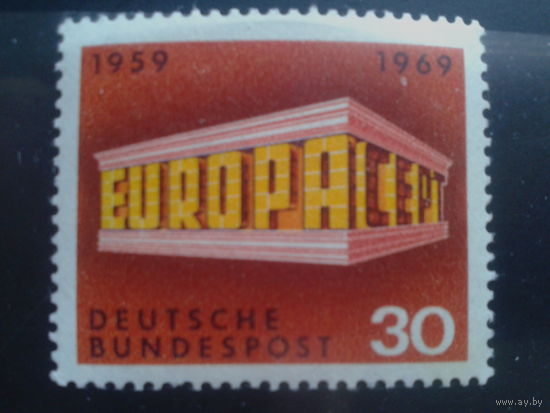 1959 1969
EUROPA CEPT
DEUTSCHE
BUNDESPOST 30
www.ay.by